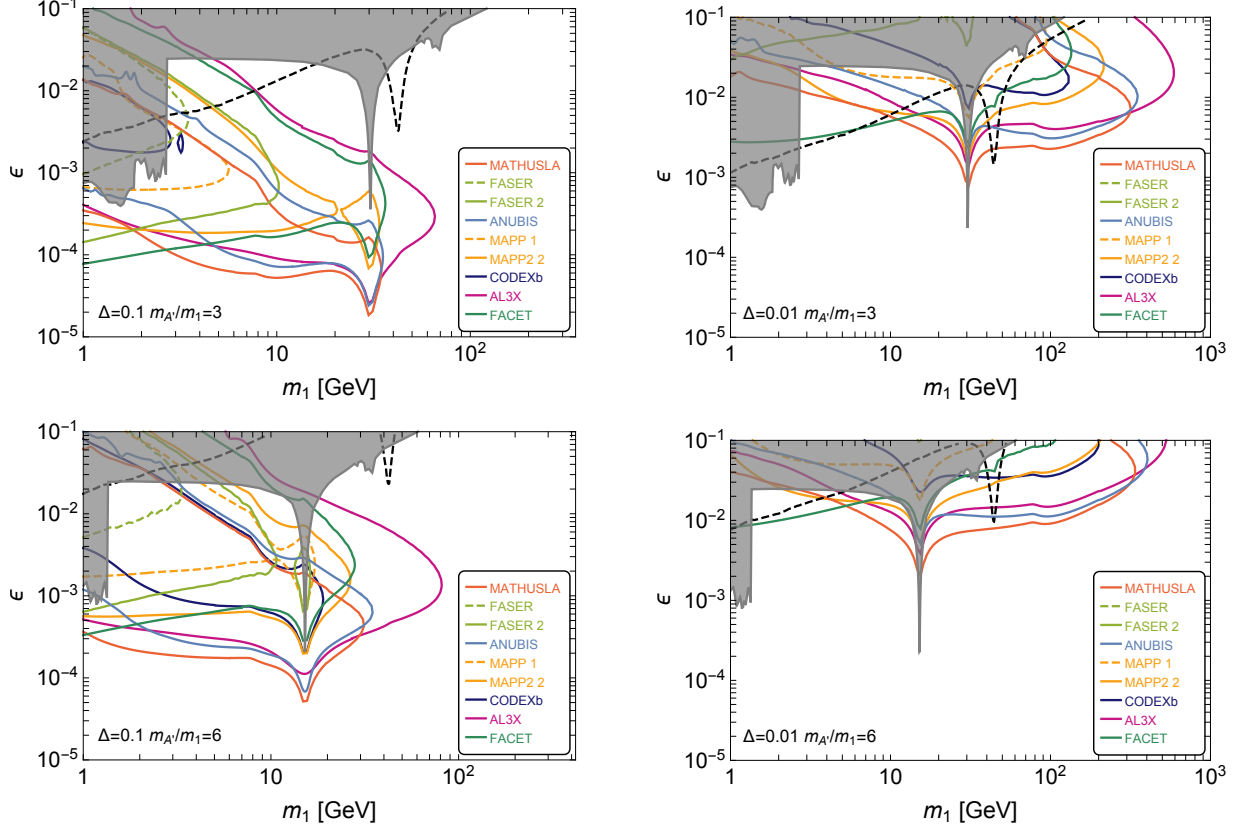 10⁻¹
10⁻²
10⁻³
10⁻⁴
10⁻⁵
ϵ
MATHUSLA
FASER
FASER 2
ANUBIS
MAPP 1
MAPP2 2
CODEXb
AL3X
FACET
Δ=0.1 m_A'/m₁=3
1
10
10²
m₁ [GeV]
10⁻¹
10⁻²
10⁻³
10⁻⁴
10⁻⁵
ϵ
MATHUSLA
FASER
FASER 2
ANUBIS
MAPP 1
MAPP2 2
CODEXb
AL3X
FACET
Δ=0.01 m_A'/m₁=3
1
10
10²
10³
m₁ [GeV]
10⁻¹
10⁻²
10⁻³
10⁻⁴
10⁻⁵
ϵ
MATHUSLA
FASER
FASER 2
ANUBIS
MAPP 1
MAPP2 2
CODEXb
AL3X
FACET
Δ=0.1 m_A'/m₁=6
1
10
10²
m₁ [GeV]
10⁻¹
10⁻²
10⁻³
10⁻⁴
10⁻⁵
ϵ
MATHUSLA
FASER
FASER 2
ANUBIS
MAPP 1
MAPP2 2
CODEXb
AL3X
FACET
Δ=0.01 m_A'/m₁=6
1
10
10²
10³
m₁ [GeV]